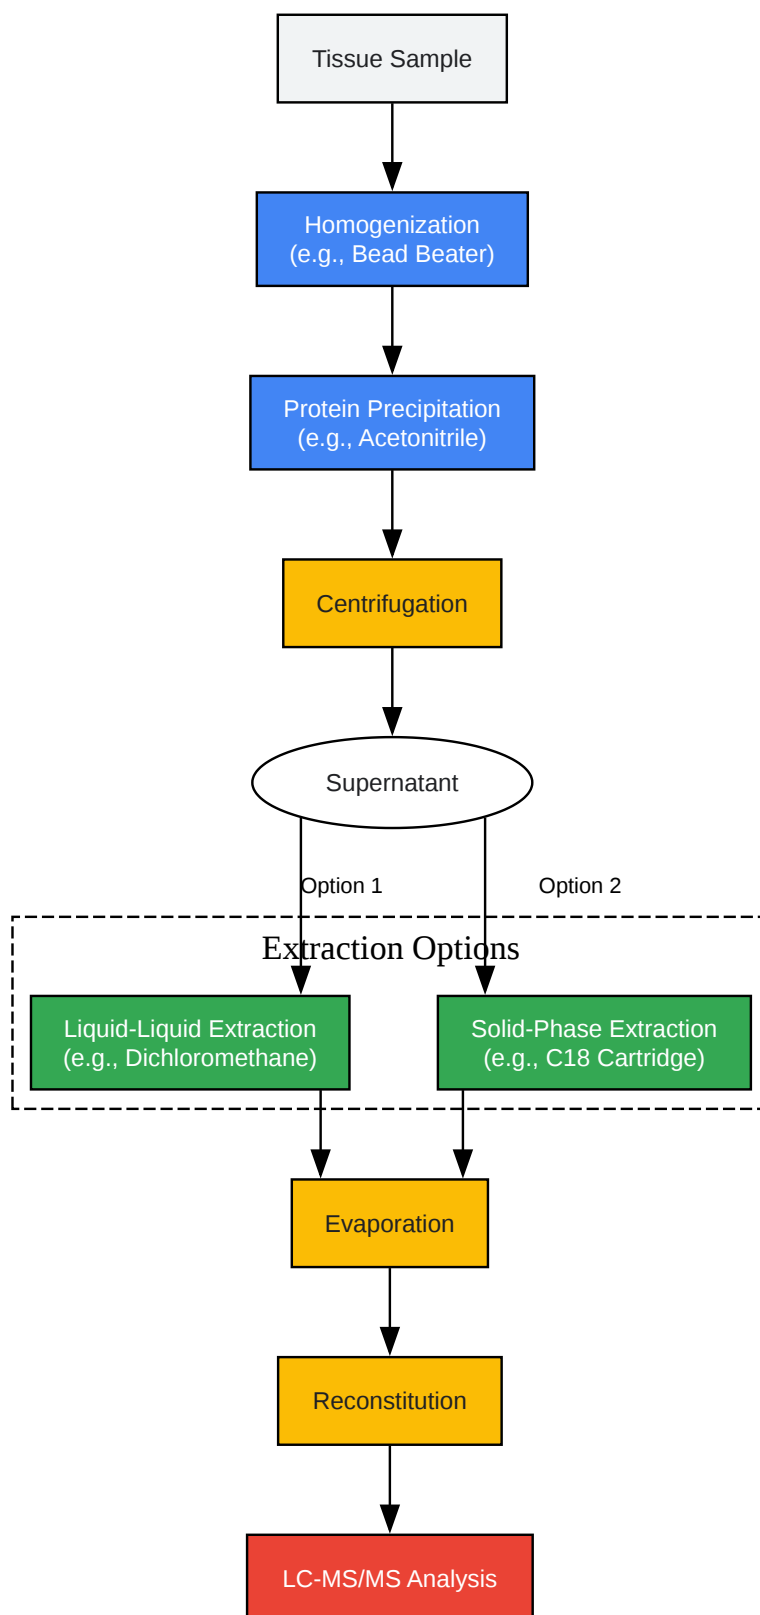 Tissue Sample
Homogenization
(e.g., Bead Beater)
Protein Precipitation
(e.g., Acetonitrile)
Centrifugation
Supernatant
Option 1
Option 2
Extraction Options
Liquid-Liquid Extraction
(e.g., Dichloromethane)
Solid-Phase Extraction
(e.g., C18 Cartridge)
Evaporation
Reconstitution
LC-MS/MS Analysis